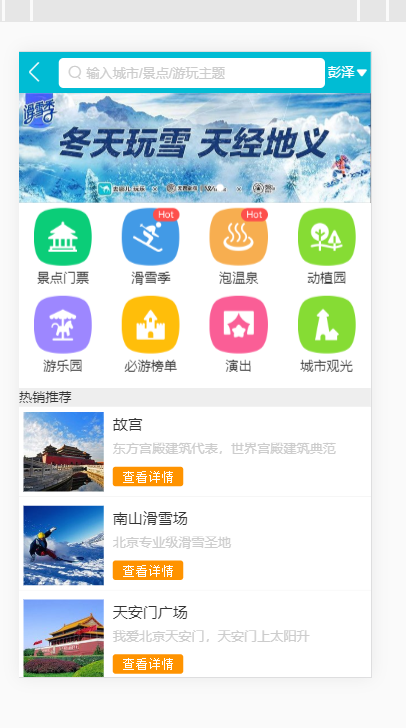 输入城市/景点/游玩主题
彭泽
滑雪季
冬天玩雪 天经地义
Hot
Hot
景点门票
滑雪季
泡温泉
动植园
游乐园
必游榜单
演出
城市观光
热销推荐
故宫
东方宫殿建筑代表，世界宫殿建筑典范
查看详情
南山滑雪场
北京专业级滑雪圣地
查看详情
天安门广场
我爱北京天安门，天安门上太阳升
查看详情